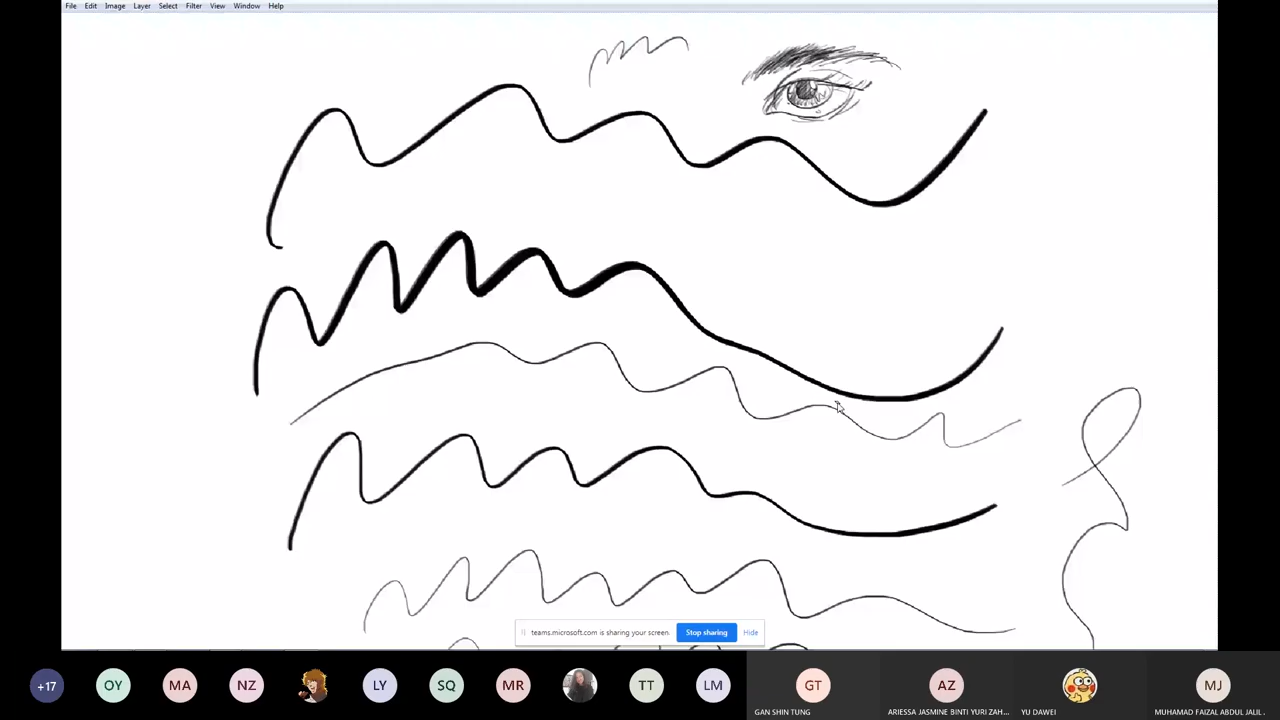 File Edit Image Layer Select Filter View Window Help
teams.microsoft.com is sharing your screen. Stop sharing Hide
+17 OY MA NZ LY SQ MR TT LM GT AZ MJ
GAN SHIN TUNG ARIESSA JASMINE BINTI YURI ZAH... YU DAWEI MUHAMAD FAIZAL ABDUL JALIL .